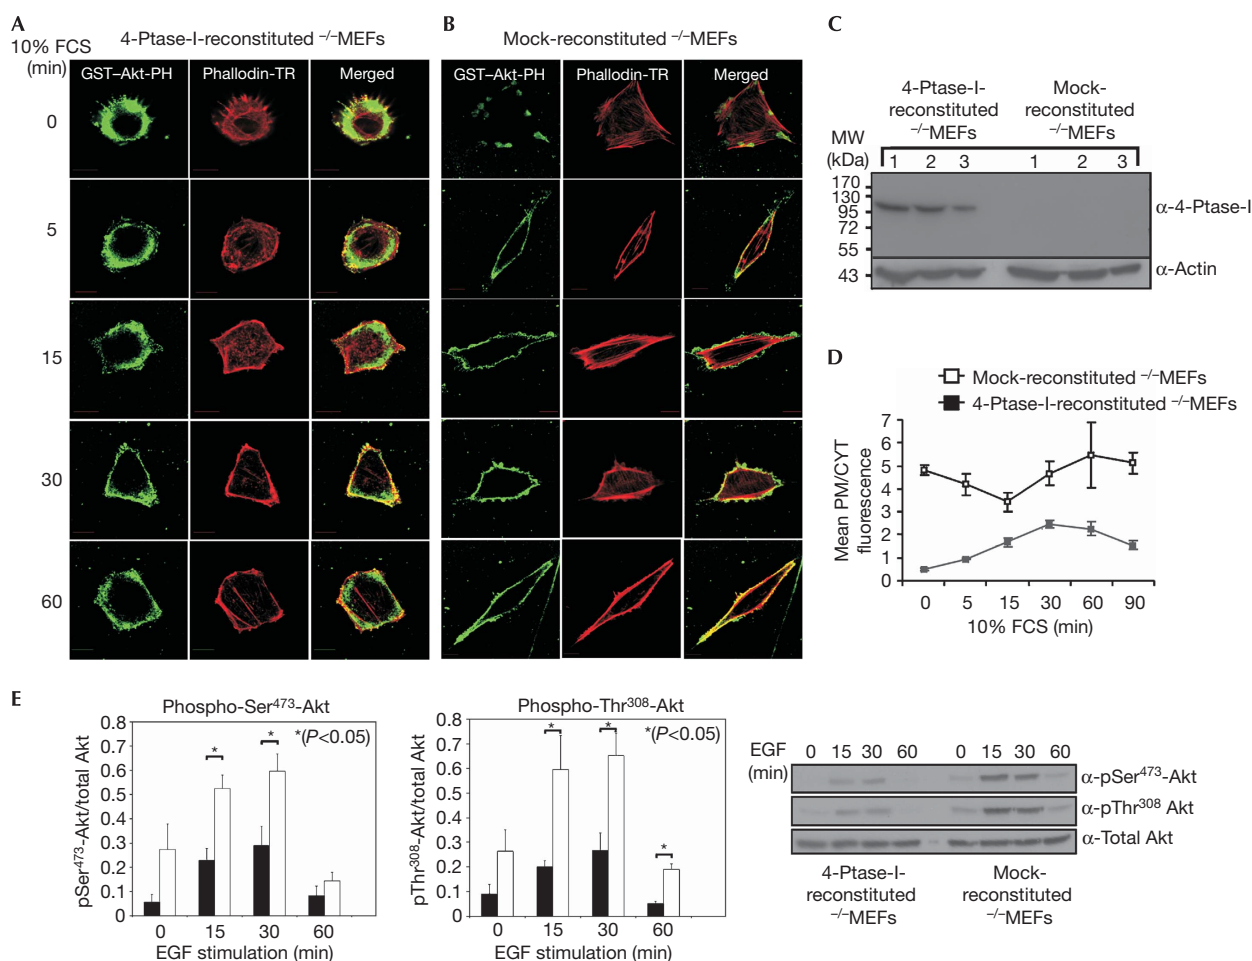 A
4-Ptase-I-reconstituted –/–MEFs
10% FCS
(min)
GST–Akt-PH Phallodin-TR Merged
0
5
15
30
60
B
Mock-reconstituted –/–MEFs
GST–Akt-PH Phallodin-TR Merged
C
4-Ptase-I-
reconstituted
–/–MEFs
Mock-
reconstituted
–/–MEFs
MW
(kDa)
1 2 3 1 2 3
170
130
95
72
55
43
α-4-Ptase-I
α-Actin
D
Mock-reconstituted –/–MEFs
4-Ptase-I-reconstituted –/–MEFs
Mean PM/CYT
fluorescence
7
6
5
4
3
2
1
0
0 5 15 30 60 90
10% FCS (min)
E
Phospho-Ser473-Akt
*(P<0.05)
pSer473-Akt/total Akt
0.8
0.7
0.6
0.5
0.4
0.3
0.2
0.1
0
* *
0 15 30 60
EGF stimulation (min)
Phospho-Thr308-Akt
*(P<0.05)
pThr308-Akt/total Akt
0.8
0.7
0.6
0.5
0.4
0.3
0.2
0.1
0
* * *
0 15 30 60
EGF stimulation (min)
EGF
(min)
0 15 30 60 0 15 30 60
α-pSer473-Akt
α-pThr308 Akt
α-Total Akt
4-Ptase-I-
reconstituted
–/–MEFs
Mock-
reconstituted
–/–MEFs